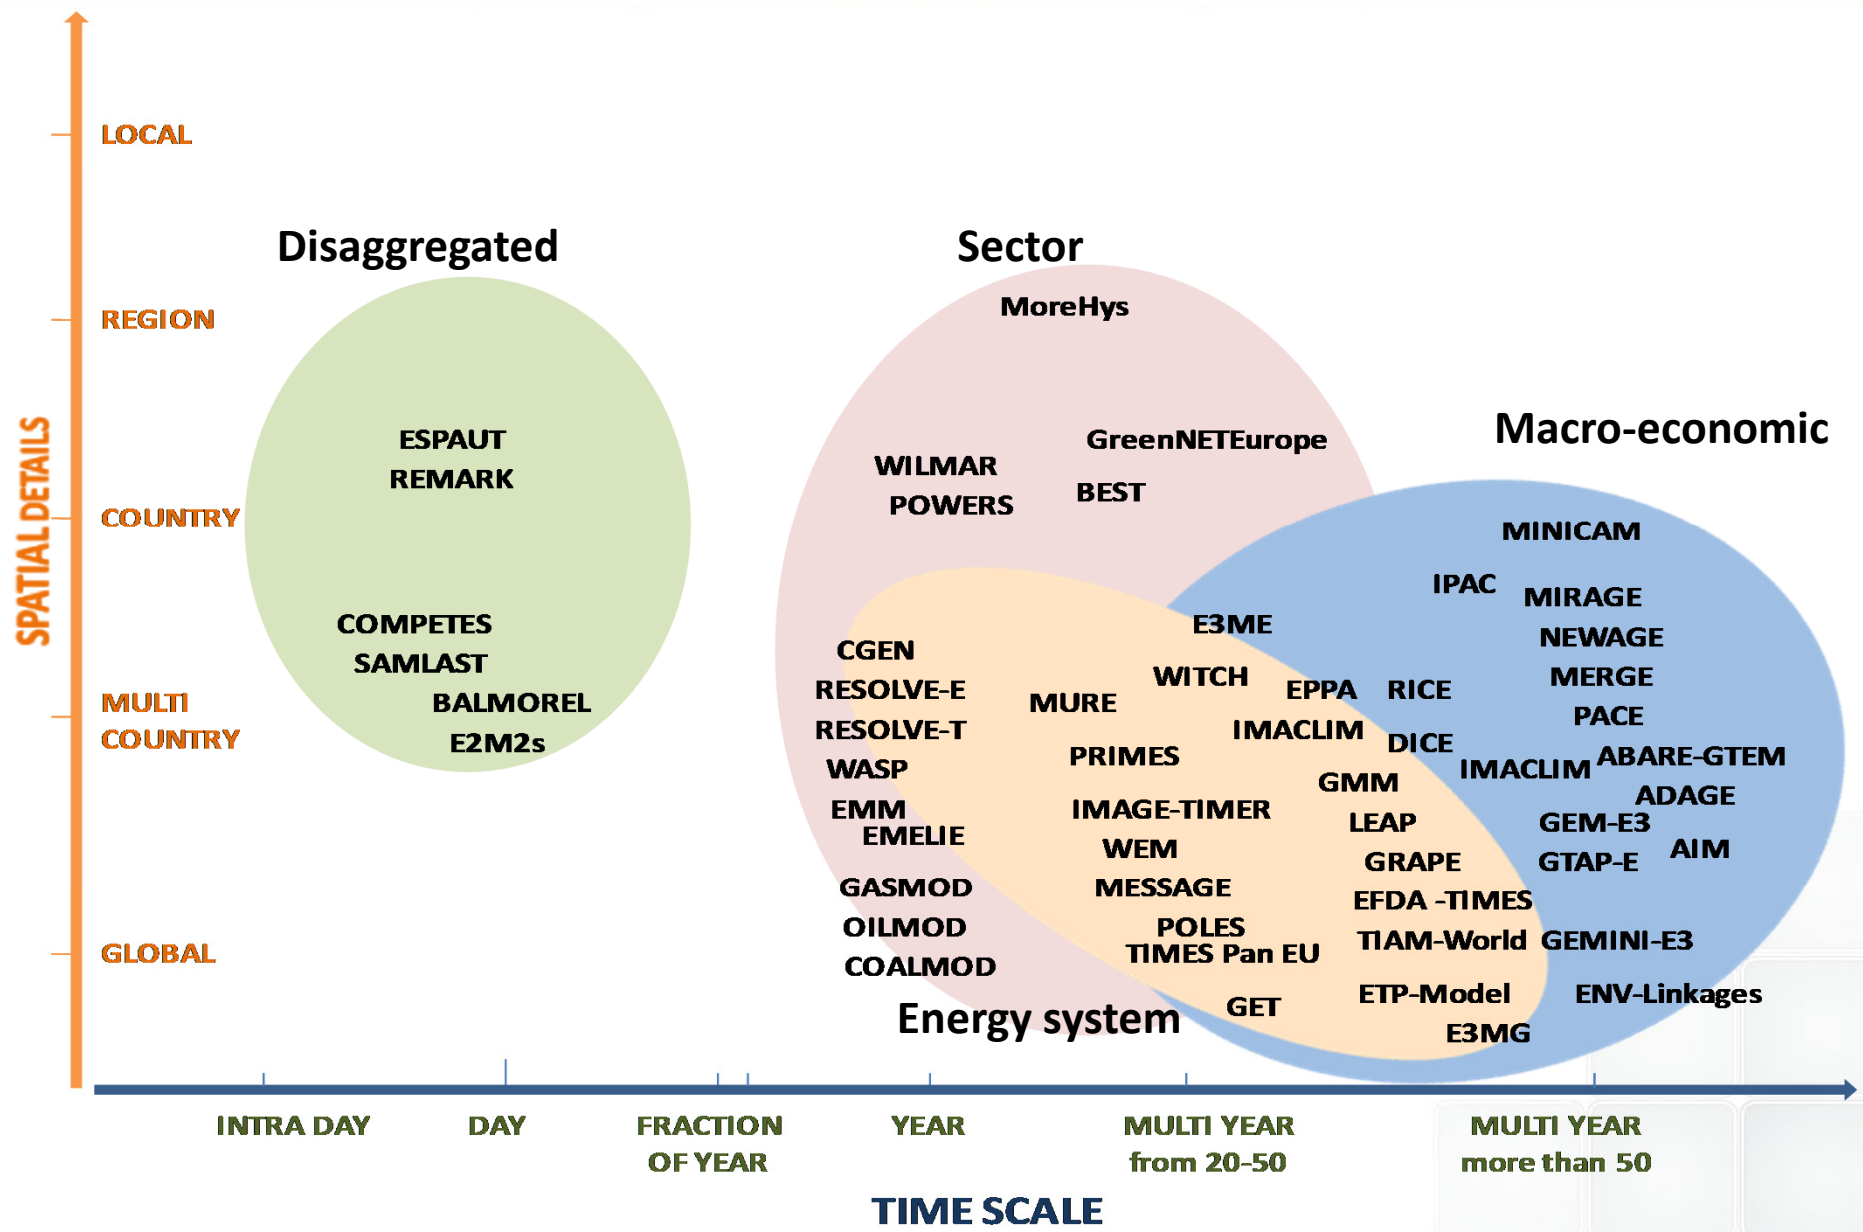 SPATIAL DETAILS
LOCAL
REGION
COUNTRY
MULTI
COUNTRY
GLOBAL
Disaggregated
ESPAUT
REMARK
COMPETES
SAMLAST
BALMOREL
E2M2s
Sector
MoreHys
GreenNETEurope
WILMAR
BEST
POWERS
CGEN
RESOLVE-E
RESOLVE-T
WASP
EMM
EMELIE
GASMOD
OILMOD
COALMOD
Energy system
E3ME
WITCH
MURE
EPPA
IMACLIM
PRIMES
GMM
IMAGE-TIMER
LEAP
WEM
GRAPE
MESSAGE
EFDA -TIMES
POLES
TIAM-World
TIMES Pan EU
ETP-Model
GET
E3MG
Macro-economic
MINICAM
IPAC
MIRAGE
NEWAGE
MERGE
RICE
PACE
DICE
ABARE-GTEM
IMACLIM
ADAGE
GEM-E3
AIM
GTAP-E
GEMINI-E3
ENV-Linkages
INTRA DAY
DAY
FRACTION
OF YEAR
YEAR
MULTI YEAR
from 20-50
MULTI YEAR
more than 50
TIME SCALE